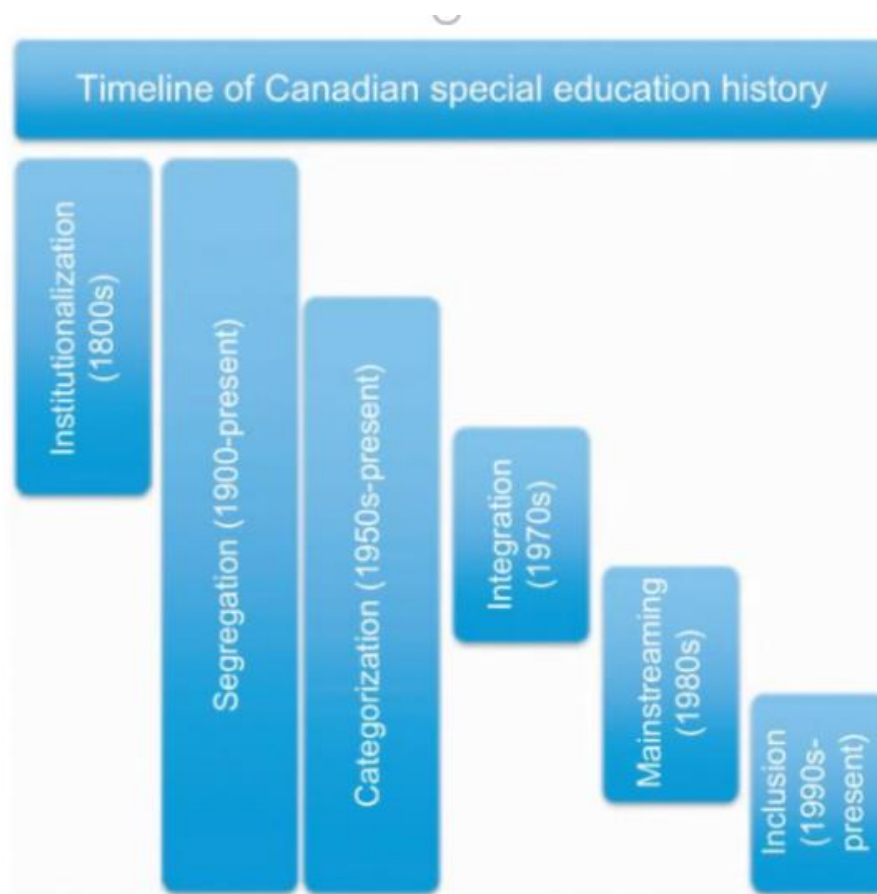 Timeline of Canadian special education history
Institutionalization
(1800s)
Segregation (1900-present)
Categorization (1950s-present)
Integration
(1970s)
Mainstreaming
(1980s)
Inclusion
(1990s-
present)